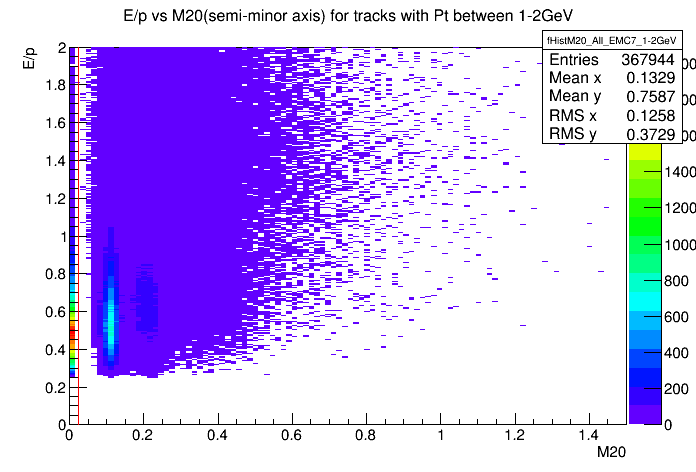 E/p vs M20(semi-minor axis) for tracks with Pt between 1-2GeV
fHistM20_All_EMC7_1-2GeV
Entries 367944
Mean x 0.1329
Mean y 0.7587
RMS x 0.1258
RMS y 0.3729
E/p
2
1.8
1.6
1.4
1.2
1
0.8
0.6
0.4
0.2
0
1400
1200
1000
800
600
400
200
0
0 0.2 0.4 0.6 0.8 1 1.2 1.4
M20